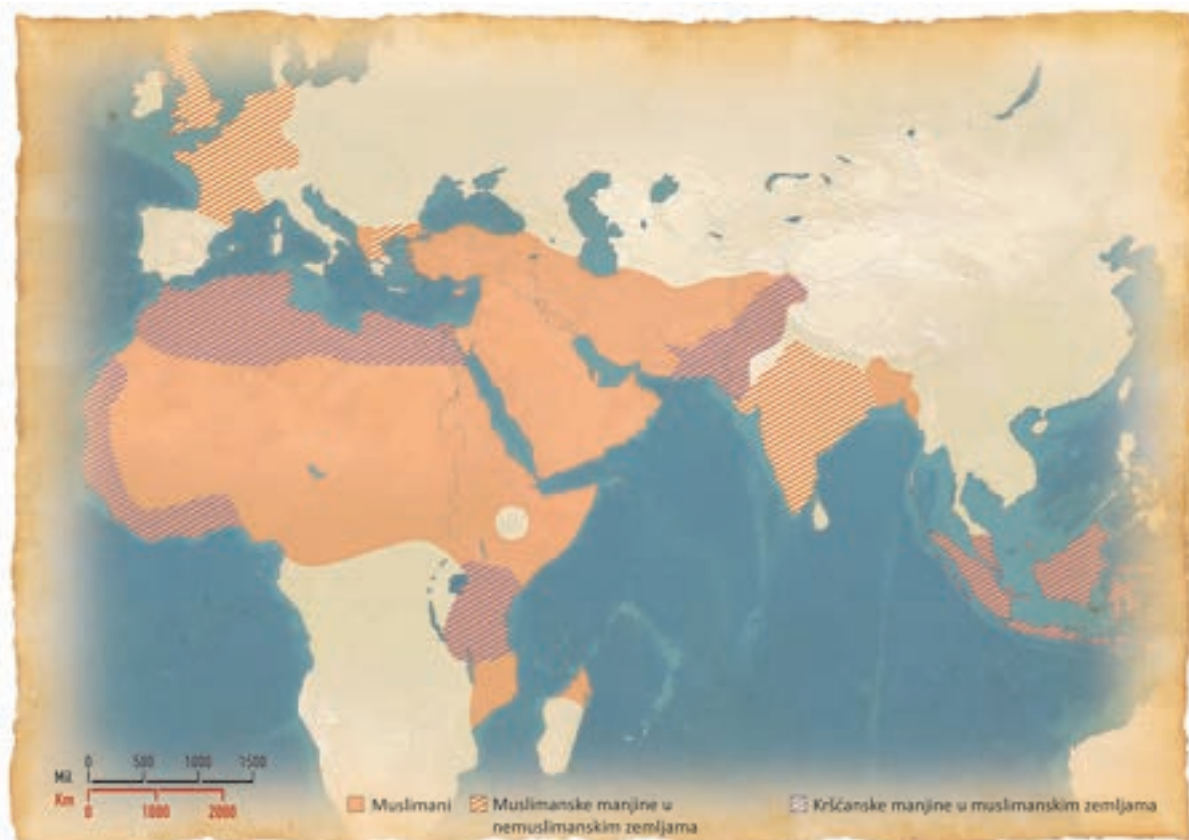 0 500 1000 1500
Mil
Km
0 1000 2000
Muslimani
Muslimanske manjine u
nemuslimanskim zemljama
Kršćanske manjine u muslimanskim zemljama